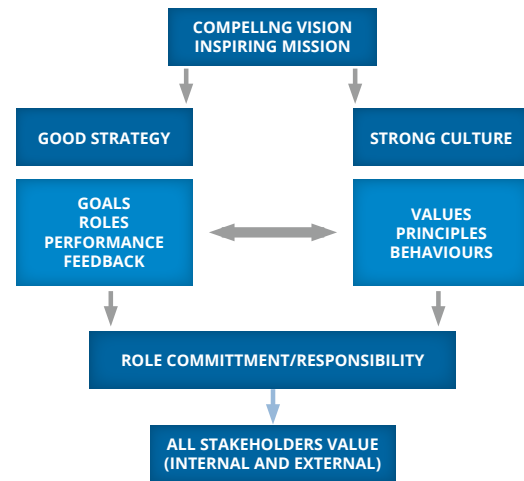 COMPELLNG VISION
INSPIRING MISSION
GOOD STRATEGY
STRONG CULTURE
GOALS
ROLES
PERFORMANCE
FEEDBACK
VALUES
PRINCIPLES
BEHAVIOURS
ROLE COMMITTMENT/RESPONSIBILITY
ALL STAKEHOLDERS VALUE
(INTERNAL AND EXTERNAL)